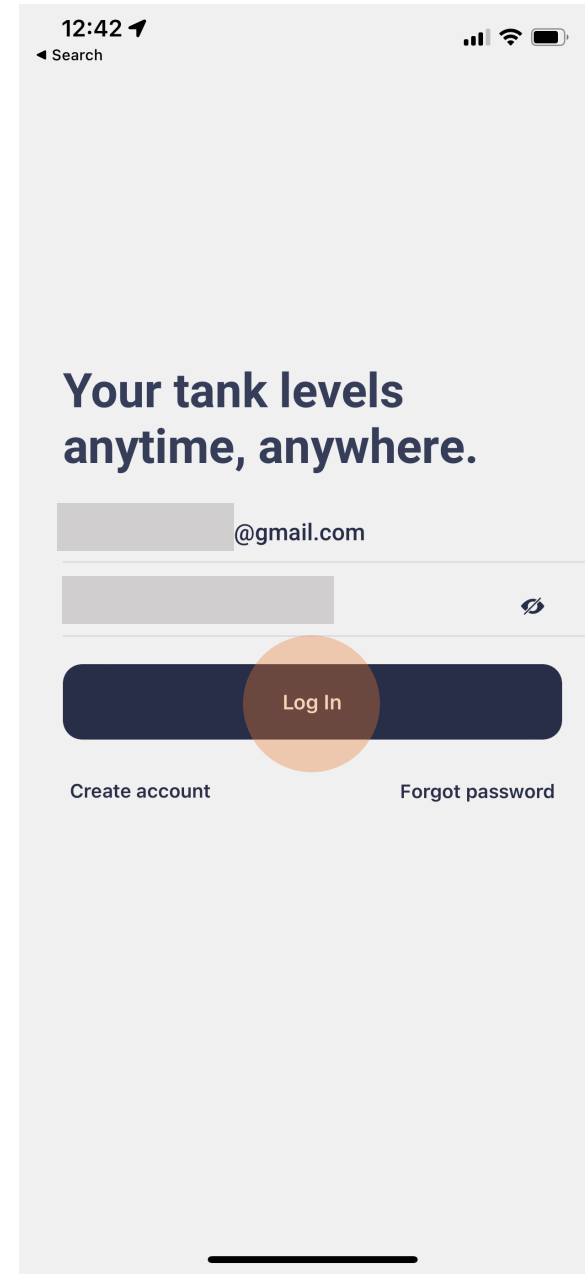 12:42
◀ Search
Your tank levels
anytime, anywhere.
@gmail.com
Log In
Create account
Forgot password